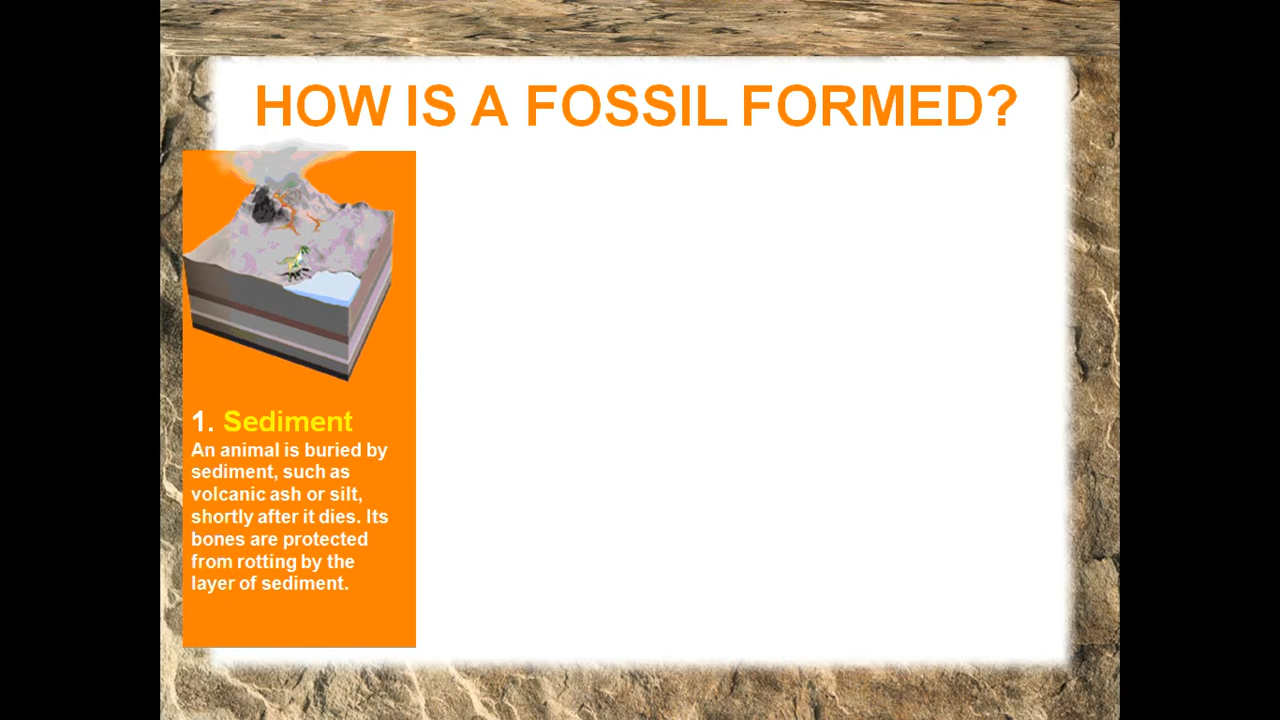 HOW IS A FOSSIL FORMED?
1. Sediment
An animal is buried by
sediment, such as
volcanic ash or silt,
shortly after it dies. Its
bones are protected
from rotting by the
layer of sediment.